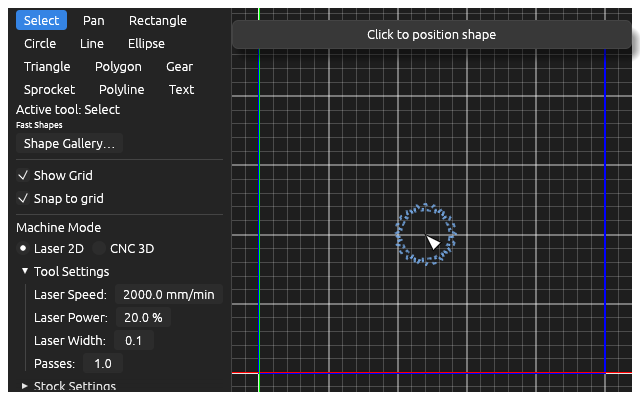 Select Pan Rectangle
Click to position shape
Circle Line Ellipse
Triangle Polygon Gear
Sprocket Polyline Text
Active tool: Select
Fast Shapes
Shape Gallery...
Show Grid
Snap to grid
Machine Mode
Laser 2D CNC 3D
Tool Settings
Laser Speed: 2000.0 mm/min
Laser Power: 20.0 %
Laser Width: 0.1
Passes: 1.0
Stock Settings